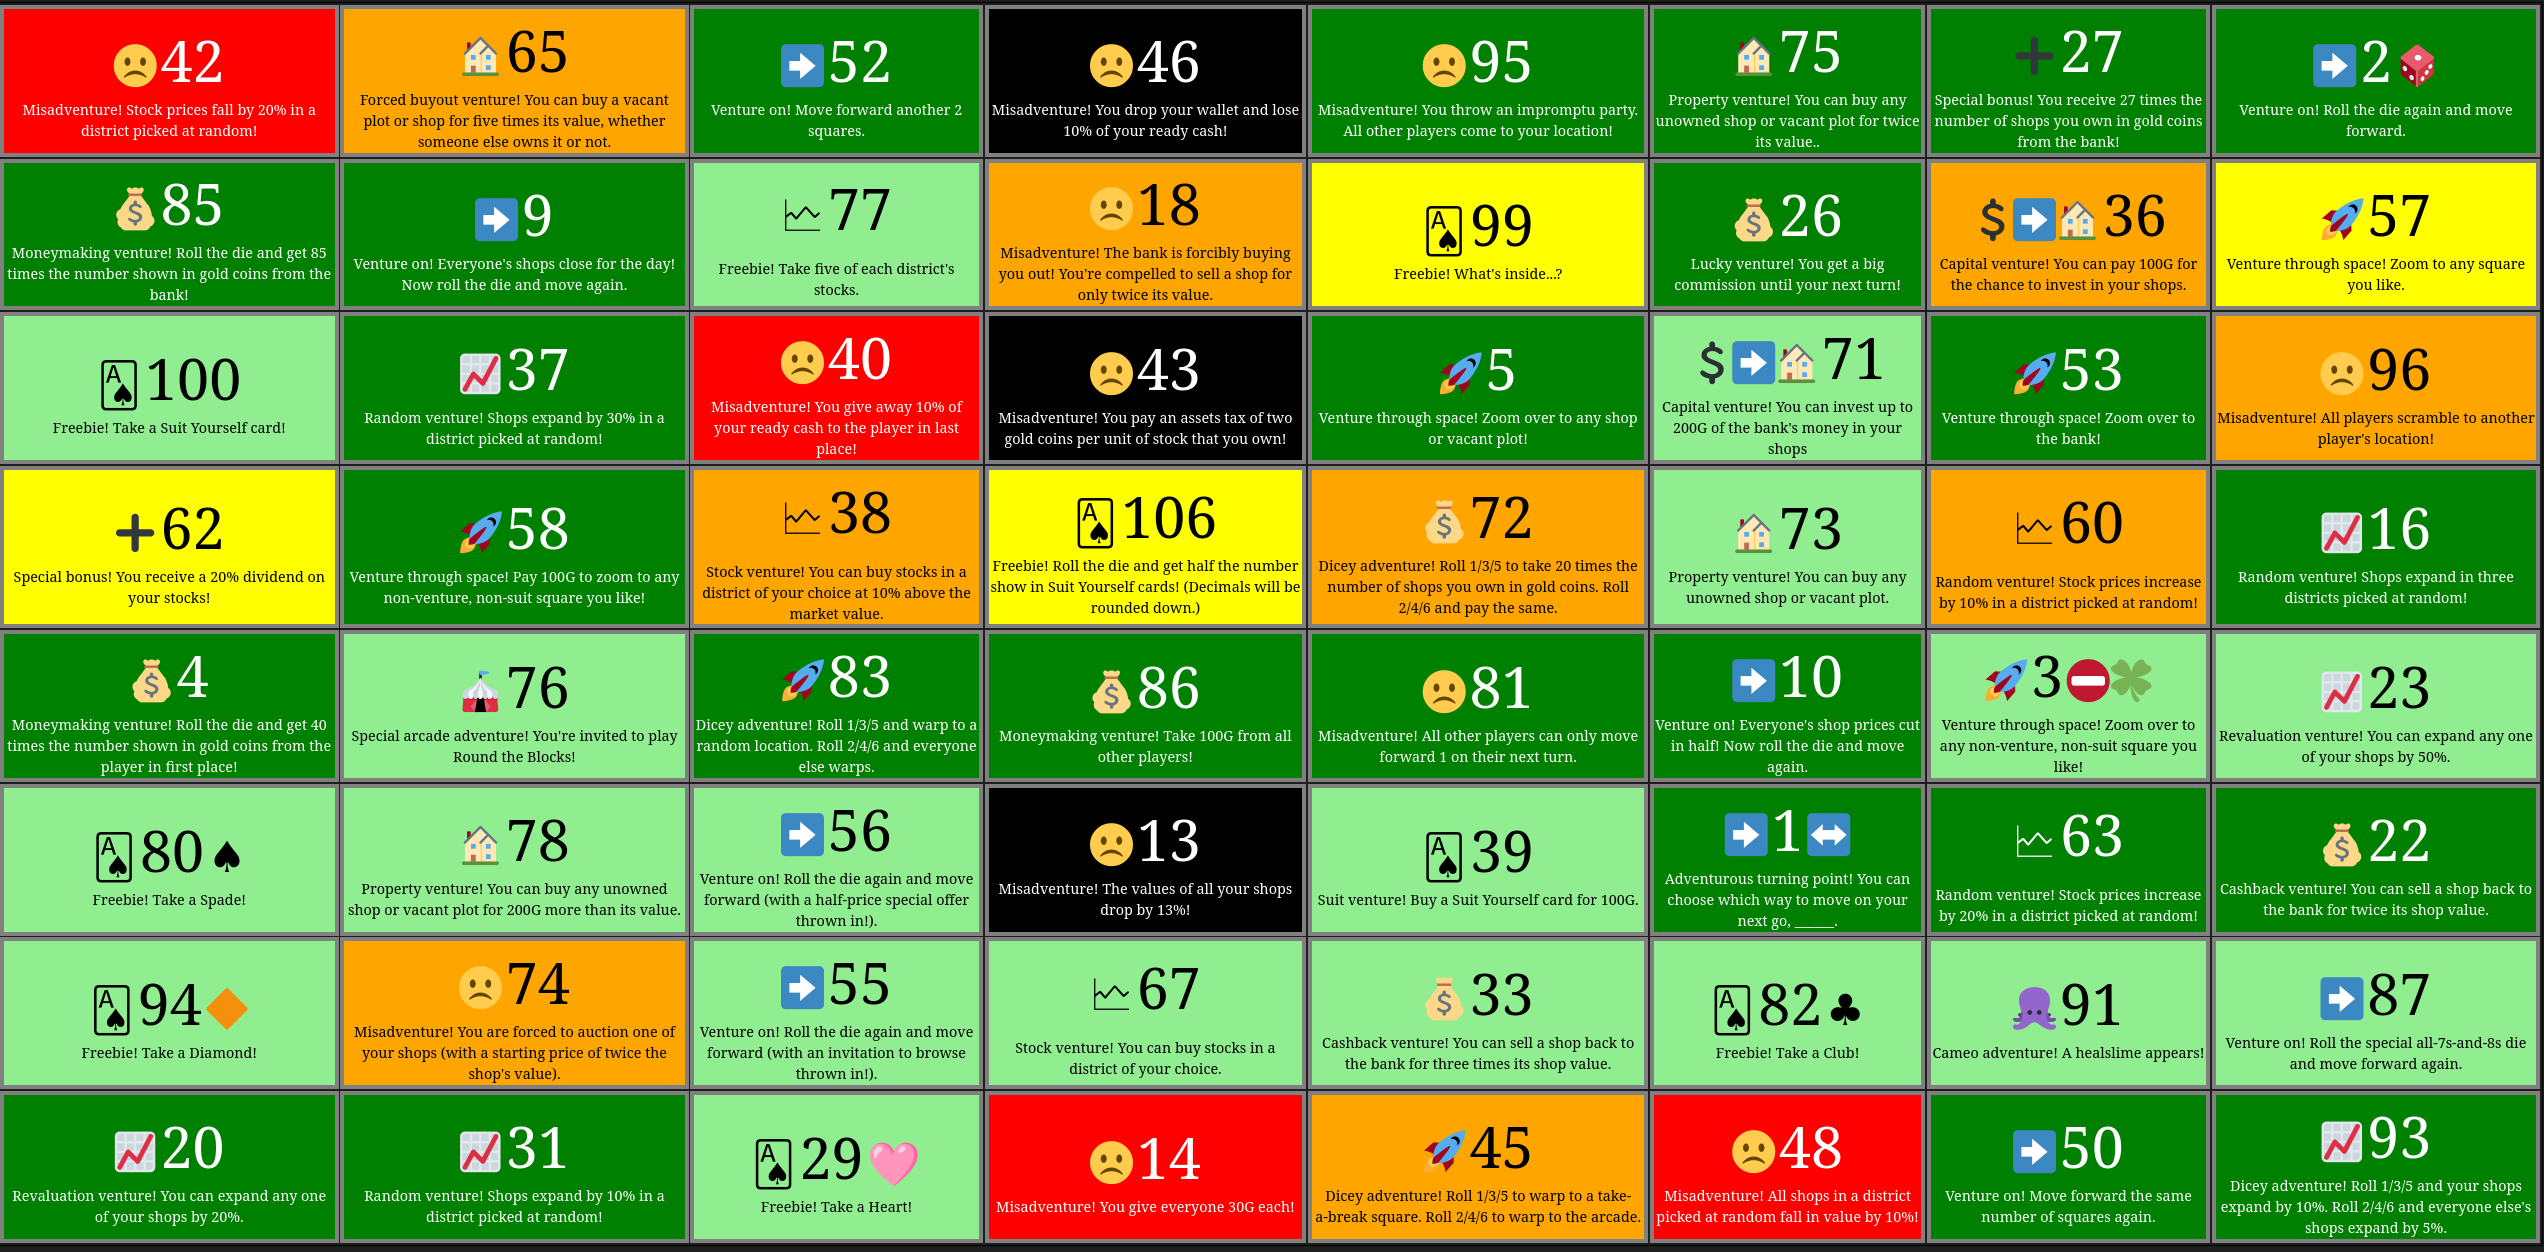 42
Misadventure! Stock prices fall by 20% in a
district picked at random!
65
Forced buyout venture! You can buy a vacant
plot or shop for five times its value, whether
someone else owns it or not.
52
Venture on! Move forward another 2
squares.
46
Misadventure! You drop your wallet and lose
10% of your ready cash!
95
Misadventure! You throw an impromptu party.
All other players come to your location!
75
Property venture! You can buy any
unowned shop or vacant plot for twice
its value..
27
Special bonus! You receive 27 times the
number of shops you own in gold coins
from the bank!
2
Venture on! Roll the die again and move
forward.
85
Moneymaking venture! Roll the die and get 85
times the number shown in gold coins from the
bank!
9
Venture on! Everyone's shops close for the day!
Now roll the die and move again.
77
Freebie! Take five of each district's
stocks.
18
Misadventure! The bank is forcibly buying
you out! You're compelled to sell a shop for
only twice its value.
99
Freebie! What's inside...?
26
Lucky venture! You get a big
commission until your next turn!
36
Capital venture! You can pay 100G for
the chance to invest in your shops.
57
Venture through space! Zoom to any square
you like.
100
Freebie! Take a Suit Yourself card!
37
Random venture! Shops expand by 30% in a
district picked at random!
40
Misadventure! You give away 10% of
your ready cash to the player in last
place!
43
Misadventure! You pay an assets tax of two
gold coins per unit of stock that you own!
5
Venture through space! Zoom over to any shop
or vacant plot!
71
Capital venture! You can invest up to
200G of the bank's money in your
shops
53
Venture through space! Zoom over to
the bank!
96
Misadventure! All players scramble to another
player's location!
62
Special bonus! You receive a 20% dividend on
your stocks!
58
Venture through space! Pay 100G to zoom to any
non-venture, non-suit square you like!
38
Stock venture! You can buy stocks in a
district of your choice at 10% above the
market value.
106
Freebie! Roll the die and get half the number
show in Suit Yourself cards! (Decimals will be
rounded down.)
72
Dicey adventure! Roll 1/3/5 to take 20 times the
number of shops you own in gold coins. Roll
2/4/6 and pay the same.
73
Property venture! You can buy any
unowned shop or vacant plot.
60
Random venture! Stock prices increase
by 10% in a district picked at random!
16
Random venture! Shops expand in three
districts picked at random!
4
Moneymaking venture! Roll the die and get 40
times the number shown in gold coins from the
player in first place!
76
Special arcade adventure! You're invited to play
Round the Blocks!
83
Dicey adventure! Roll 1/3/5 and warp to a
random location. Roll 2/4/6 and everyone
else warps.
86
Moneymaking venture! Take 100G from all
other players!
81
Misadventure! All other players can only move
forward 1 on their next turn.
10
Venture on! Everyone's shop prices cut
in half! Now roll the die and move
again.
3
Venture through space! Zoom over to
any non-venture, non-suit square you
like!
23
Revaluation venture! You can expand any one
of your shops by 50%.
80
Freebie! Take a Spade!
78
Property venture! You can buy any unowned
shop or vacant plot for 200G more than its value.
56
Venture on! Roll the die again and move
forward (with a half-price special offer
thrown in!).
13
Misadventure! The values of all your shops
drop by 13%!
39
Suit venture! Buy a Suit Yourself card for 100G.
1
Adventurous turning point! You can
choose which way to move on your
next go, ______.
63
Random venture! Stock prices increase
by 20% in a district picked at random!
22
Cashback venture! You can sell a shop back to
the bank for twice its shop value.
94
Freebie! Take a Diamond!
74
Misadventure! You are forced to auction one of
your shops (with a starting price of twice the
shop's value).
55
Venture on! Roll the die again and move
forward (with an invitation to browse
thrown in!).
67
Stock venture! You can buy stocks in a
district of your choice.
33
Cashback venture! You can sell a shop back to
the bank for three times its shop value.
82
Freebie! Take a Club!
91
Cameo adventure! A healslime appears!
87
Venture on! Roll the special all-7s-and-8s die
and move forward again.
20
Revaluation venture! You can expand any one
of your shops by 20%.
31
Random venture! Shops expand by 10% in a
district picked at random!
29
Freebie! Take a Heart!
14
Misadventure! You give everyone 30G each!
45
Dicey adventure! Roll 1/3/5 to warp to a take-
a-break square. Roll 2/4/6 to warp to the arcade.
48
Misadventure! All shops in a district
picked at random fall in value by 10%!
50
Venture on! Move forward the same
number of squares again.
93
Dicey adventure! Roll 1/3/5 and your shops
expand by 10%. Roll 2/4/6 and everyone else's
shops expand by 5%.